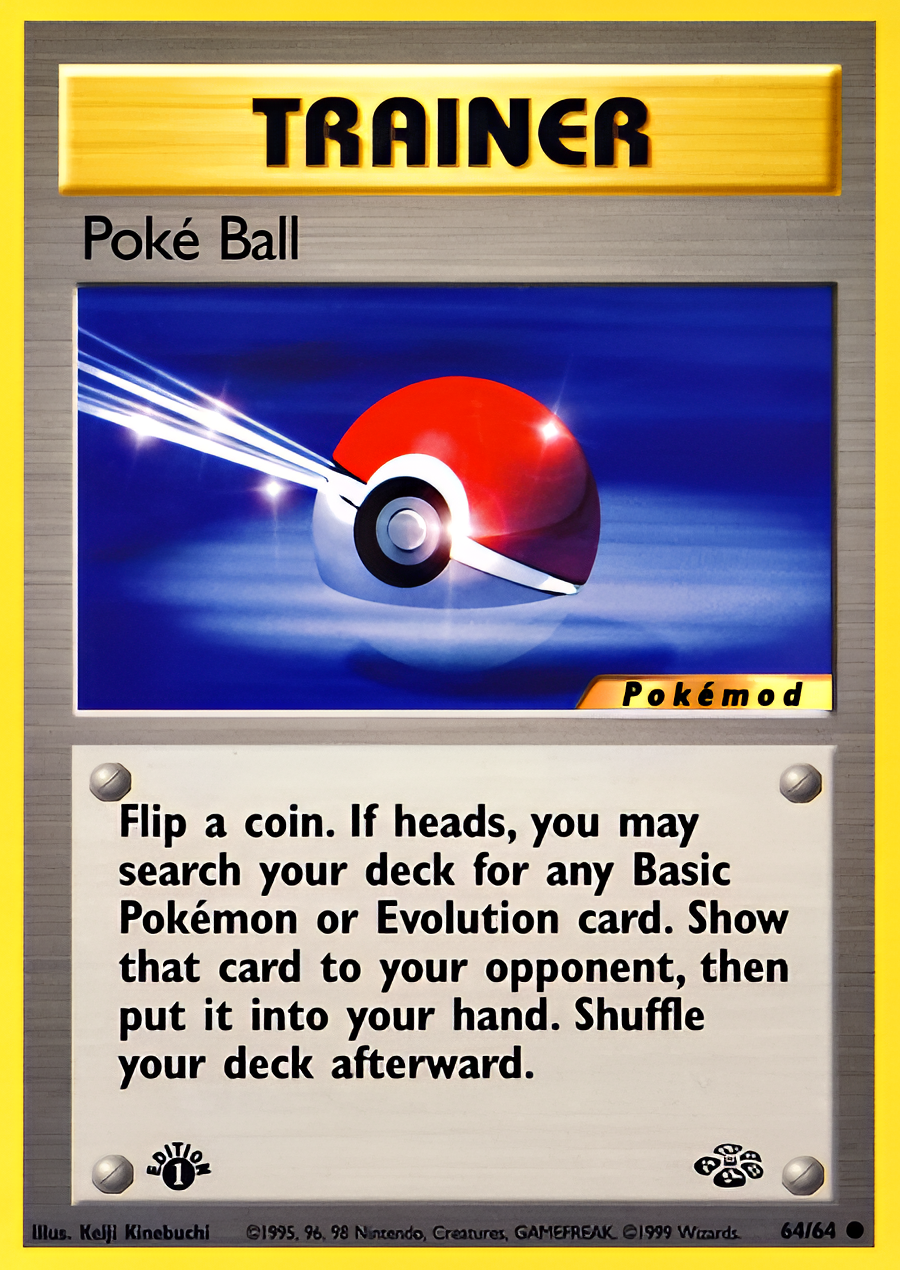 TRAINER
Poké Ball
Pokémod
Flip a coin. If heads, you may
search your deck for any Basic
Pokémon or Evolution card. Show
that card to your opponent, then
put it into your hand. Shuffle
your deck afterward.
EDITION
1
Illus. Keiji Kinebuchi ©1995, 96, 98 Nintendo, Creatures, GAMEFREAK. ©1999 Wizards. 64/64